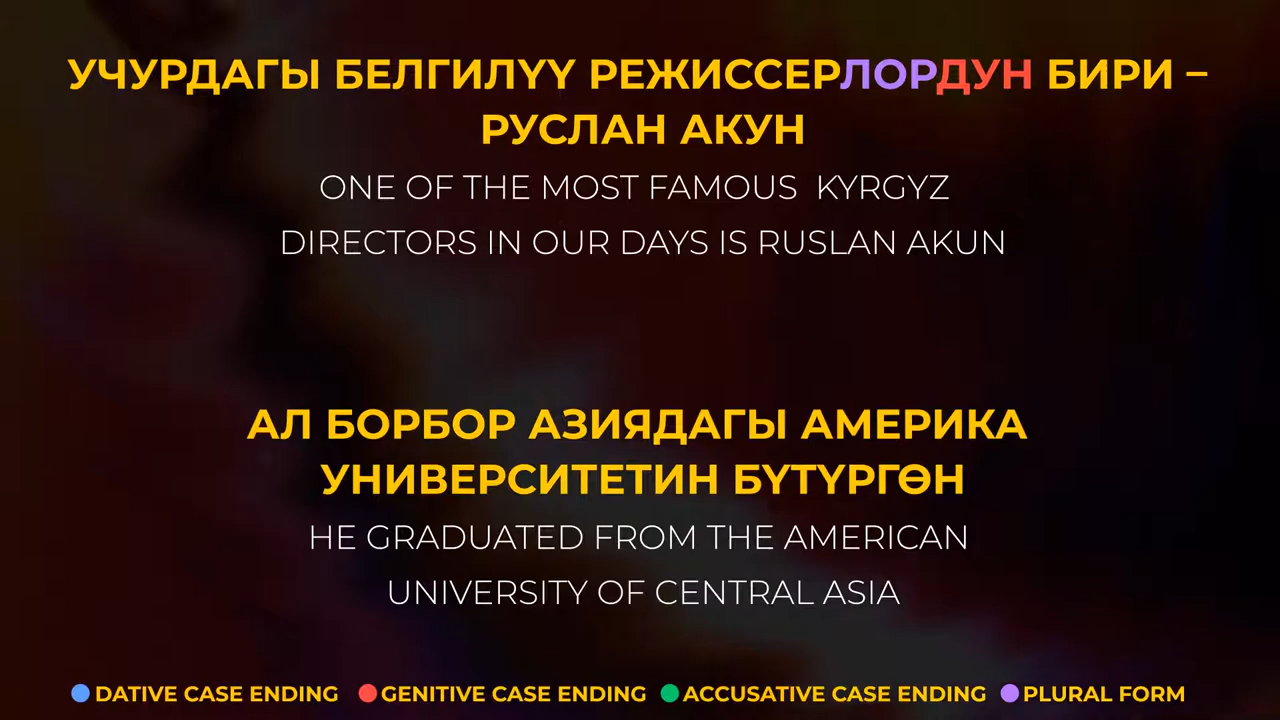 УЧУРДАГЫ БЕЛГИЛҮҮ РЕЖИССЕРЛОРДУН БИРИ –
РУСЛАН АКУН
ONE OF THE MOST FAMOUS KYRGYZ
DIRECTORS IN OUR DAYS IS RUSLAN AKUN
АЛ БОРБОР АЗИЯДАГЫ АМЕРИКА
УНИВЕРСИТЕТИН БҮТҮРГӨН
HE GRADUATED FROM THE AMERICAN
UNIVERSITY OF CENTRAL ASIA
DATIVE CASE ENDING GENITIVE CASE ENDING ACCUSATIVE CASE ENDING PLURAL FORM